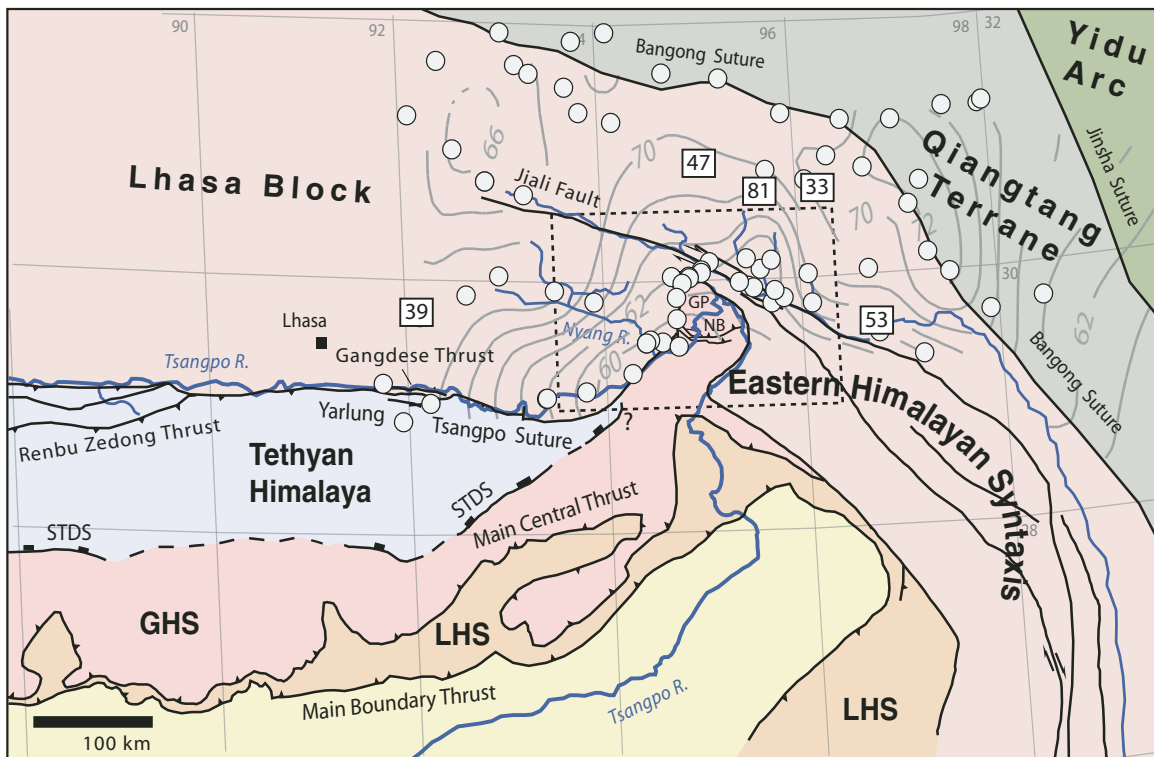 90
92
4
96
98
32
Bangong Suture
Yidu
Arc
66
70
47
Qiangtang
Terrane
Jinsha Suture
Lhasa Block
Jiali Fault
81
33
70
72
30
GP
62
39
NB
53
62
Lhasa
Nyang R.
Gangdese Thrust
Tsangpo R.
60
Bangong Suture
Eastern Himalayan Syntaxis
Yarlung Tsangpo Suture
?
Renbu Zedong Thrust
Tethyan
Himalaya
STDS
STDS
Main Central Thrust
28
GHS
LHS
Main Boundary Thrust
Tsangpo R.
LHS
100 km